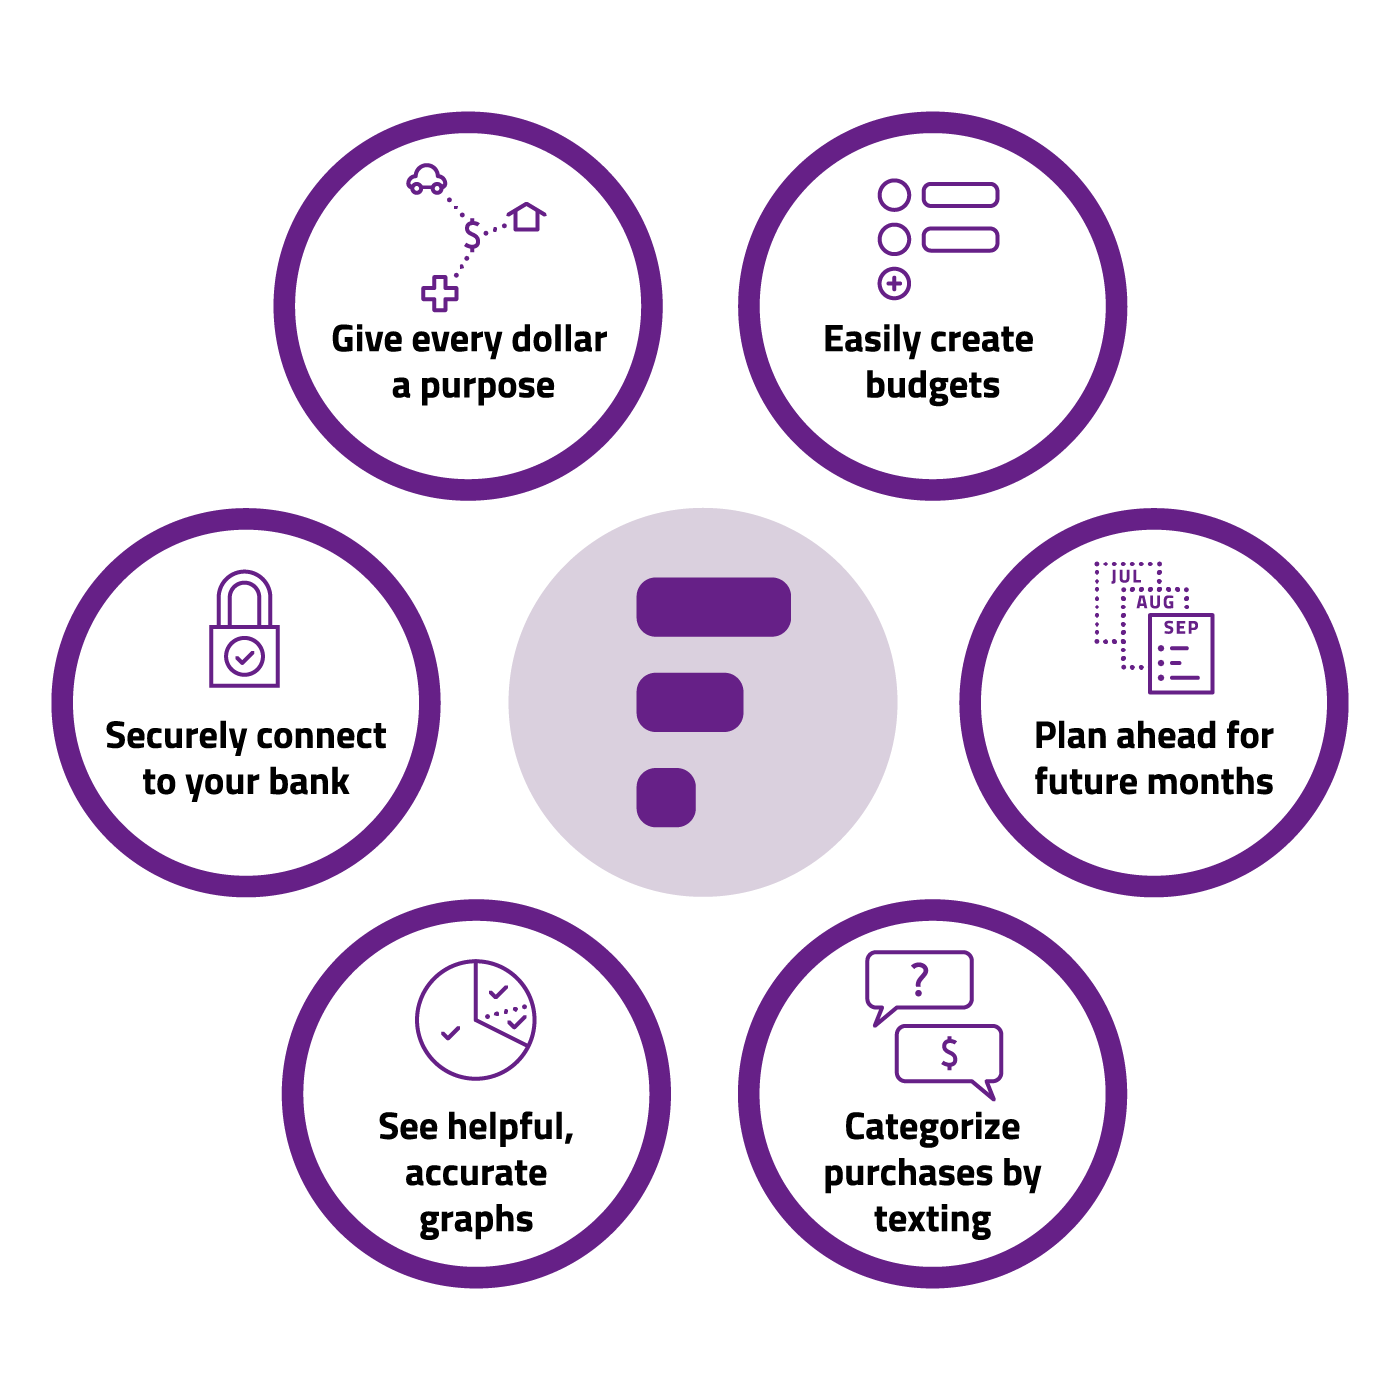 $
Give every dollar
a purpose
Easily create
budgets
Securely connect
to your bank
JUL
AUG
SEP
Plan ahead for
future months
See helpful,
accurate
graphs
?
$
Categorize
purchases by
texting